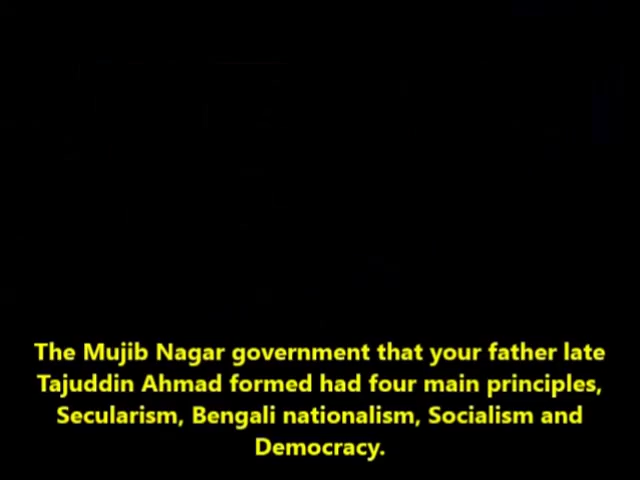 The Mujib Nagar government that your father late
Tajuddin Ahmad formed had four main principles,
Secularism, Bengali nationalism, Socialism and
Democracy.